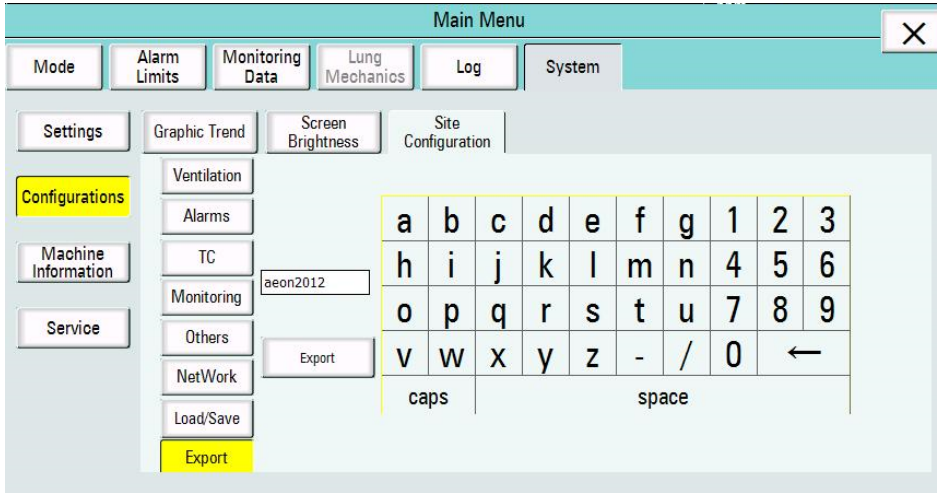 Main Menu
Mode
Alarm
Limits
Monitoring
Data
Lung
Mechanics
Log
System
Settings
Graphic Trend
Screen
Brightness
Site
Configuration
Configurations
Machine
Information
Service
Ventilation
Alarms
TC
Monitoring
Others
NetWork
Load/Save
Export
aeon2012
Export
a b c d e f g 1 2 3
h i j k l m n 4 5 6
o p q r s t u 7 8 9
v w x y z - / 0 ←
caps space